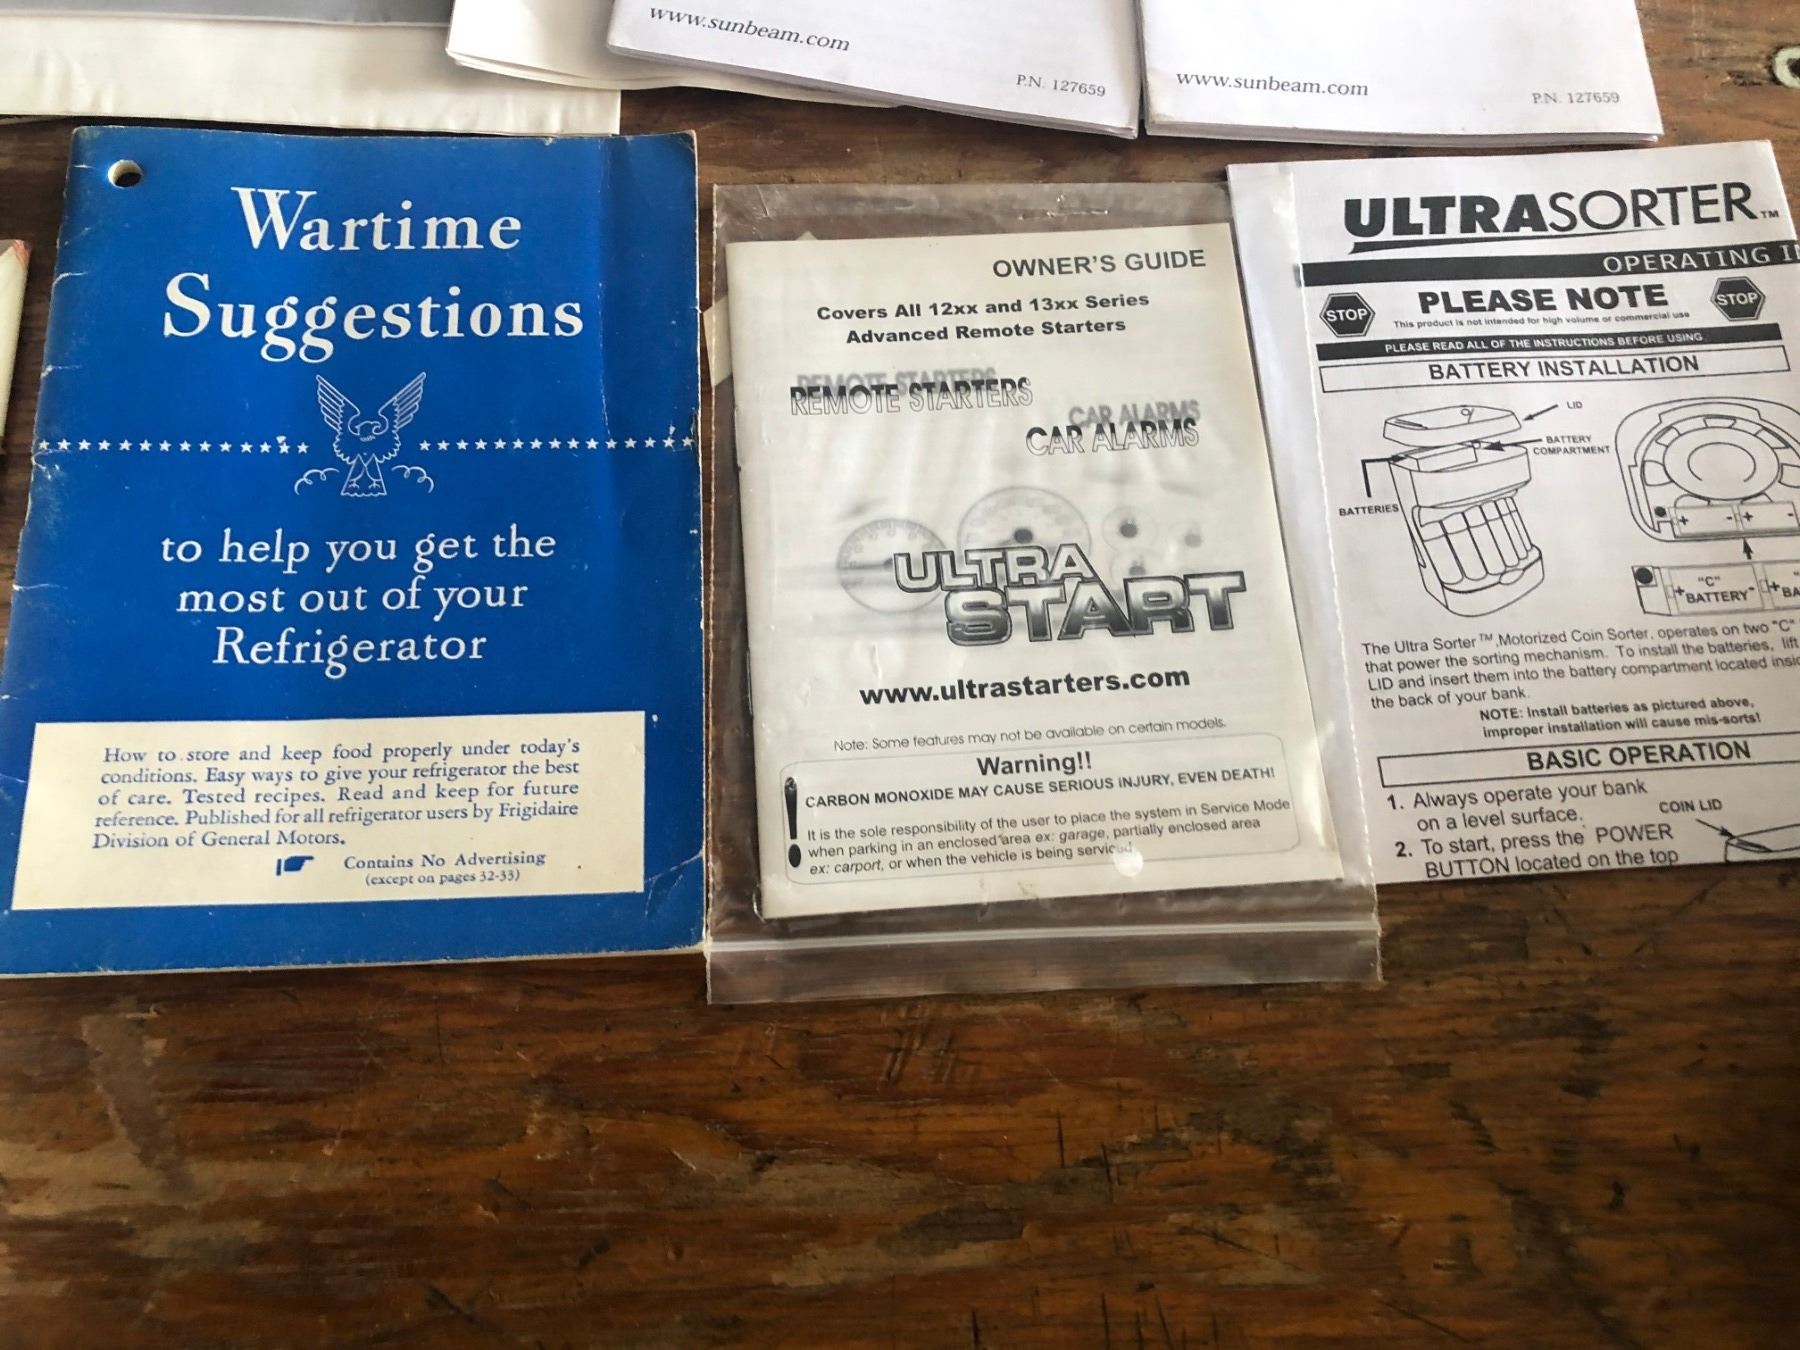 www.sunbeam.com
P.N. 127659
www.sunbeam.com
P.N. 127659
Wartime
Suggestions
to help you get the
most out of your
Refrigerator
How to store and keep food properly under today's
conditions. Easy ways to give your refrigerator the best
of care. Tested recipes. Read and keep for future
reference. Published for all refrigerator users by Frigidaire
Division of General Motors.
Contains No Advertising
(except on pages 32-33)
OWNER'S GUIDE
Covers All 12xx and 13xx Series
Advanced Remote Starters
REMOTE STARTERS
REMOTE STARTERS
CAR ALARMS
CAR ALARMS
ULTRA
START
www.ultrastarters.com
Note: Some features may not be available on certain models.
Warning!!
CARBON MONOXIDE MAY CAUSE SERIOUS INJURY, EVEN DEATH!
It is the sole responsibility of the user to place the system in Service Mode
when parking in an enclosed area ex: garage, partially enclosed area
ex: carport, or when the vehicle is being serviced
ULTRASORTER™
OPERATING
STOP
PLEASE NOTE
STOP
This product is not intended for high volume or commercial use
PLEASE READ ALL OF THE INSTRUCTIONS BEFORE USING
BATTERY INSTALLATION
LID
BATTERY
COMPARTMENT
BATTERIES
+ - + -
"C"
+BATTERY- +BA
The Ultra Sorter™, Motorized Coin Sorter, operates on two "C"
that power the sorting mechanism. To install the batteries, lift
LID and insert them into the battery compartment located insi
the back of your bank.
NOTE: Install batteries as pictured above,
improper installation will cause mis-sorts!
BASIC OPERATION
1. Always operate your bank
on a level surface.
COIN LID
2. To start, press the POWER
BUTTON located on the top